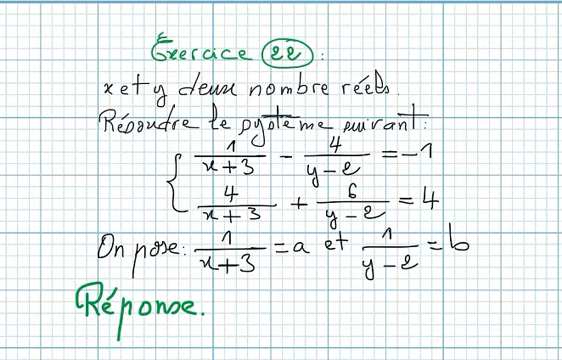 Exercice 22 :
x et y deux nombre réels.
Résoudre le système suivant :
{ 1/(x+3) - 4/(y-2) = -1
4/(x+3) + 6/(y-2) = 4
On pose : 1/(x+3) = a et 1/(y-2) = b
Réponse.